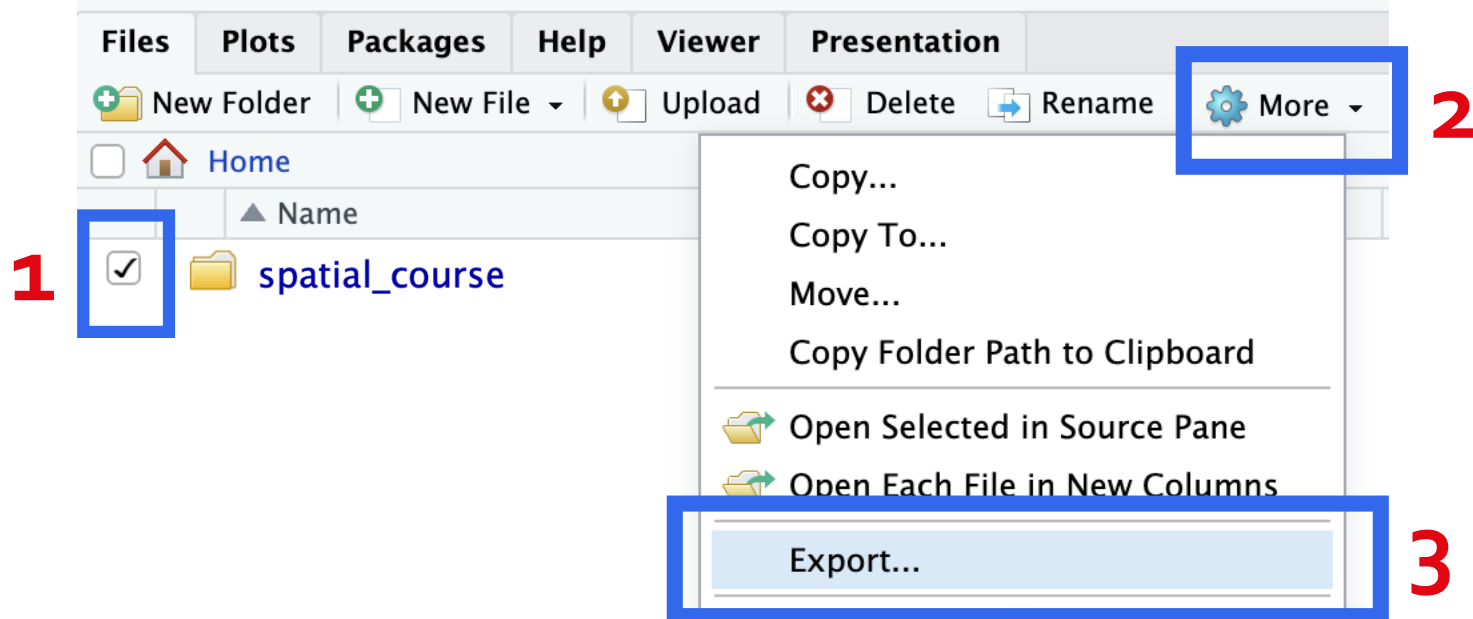 Files Plots Packages Help Viewer Presentation
New Folder New File Upload Delete Rename More 2
Home
Copy...
Name
Copy To...
1 spatial_course
Move...
Copy Folder Path to Clipboard
Open Selected in Source Pane
Open Each File in New Columns
Export... 3